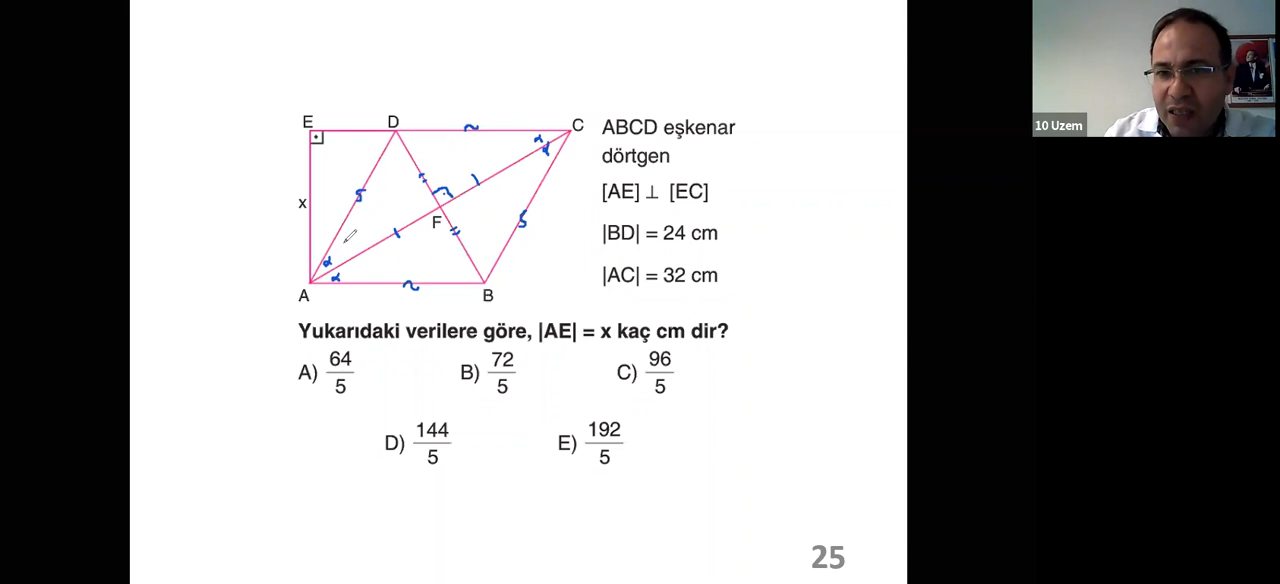 E D C
ABCD eşkenar
dörtgen
[AE] ⊥ [EC]
|BD| = 24 cm
|AC| = 32 cm
x
F
A B
α α
α α
Yukarıdaki verilere göre, |AE| = x kaç cm dir?
A) 64/5 B) 72/5 C) 96/5
D) 144/5 E) 192/5
25
10 Uzem